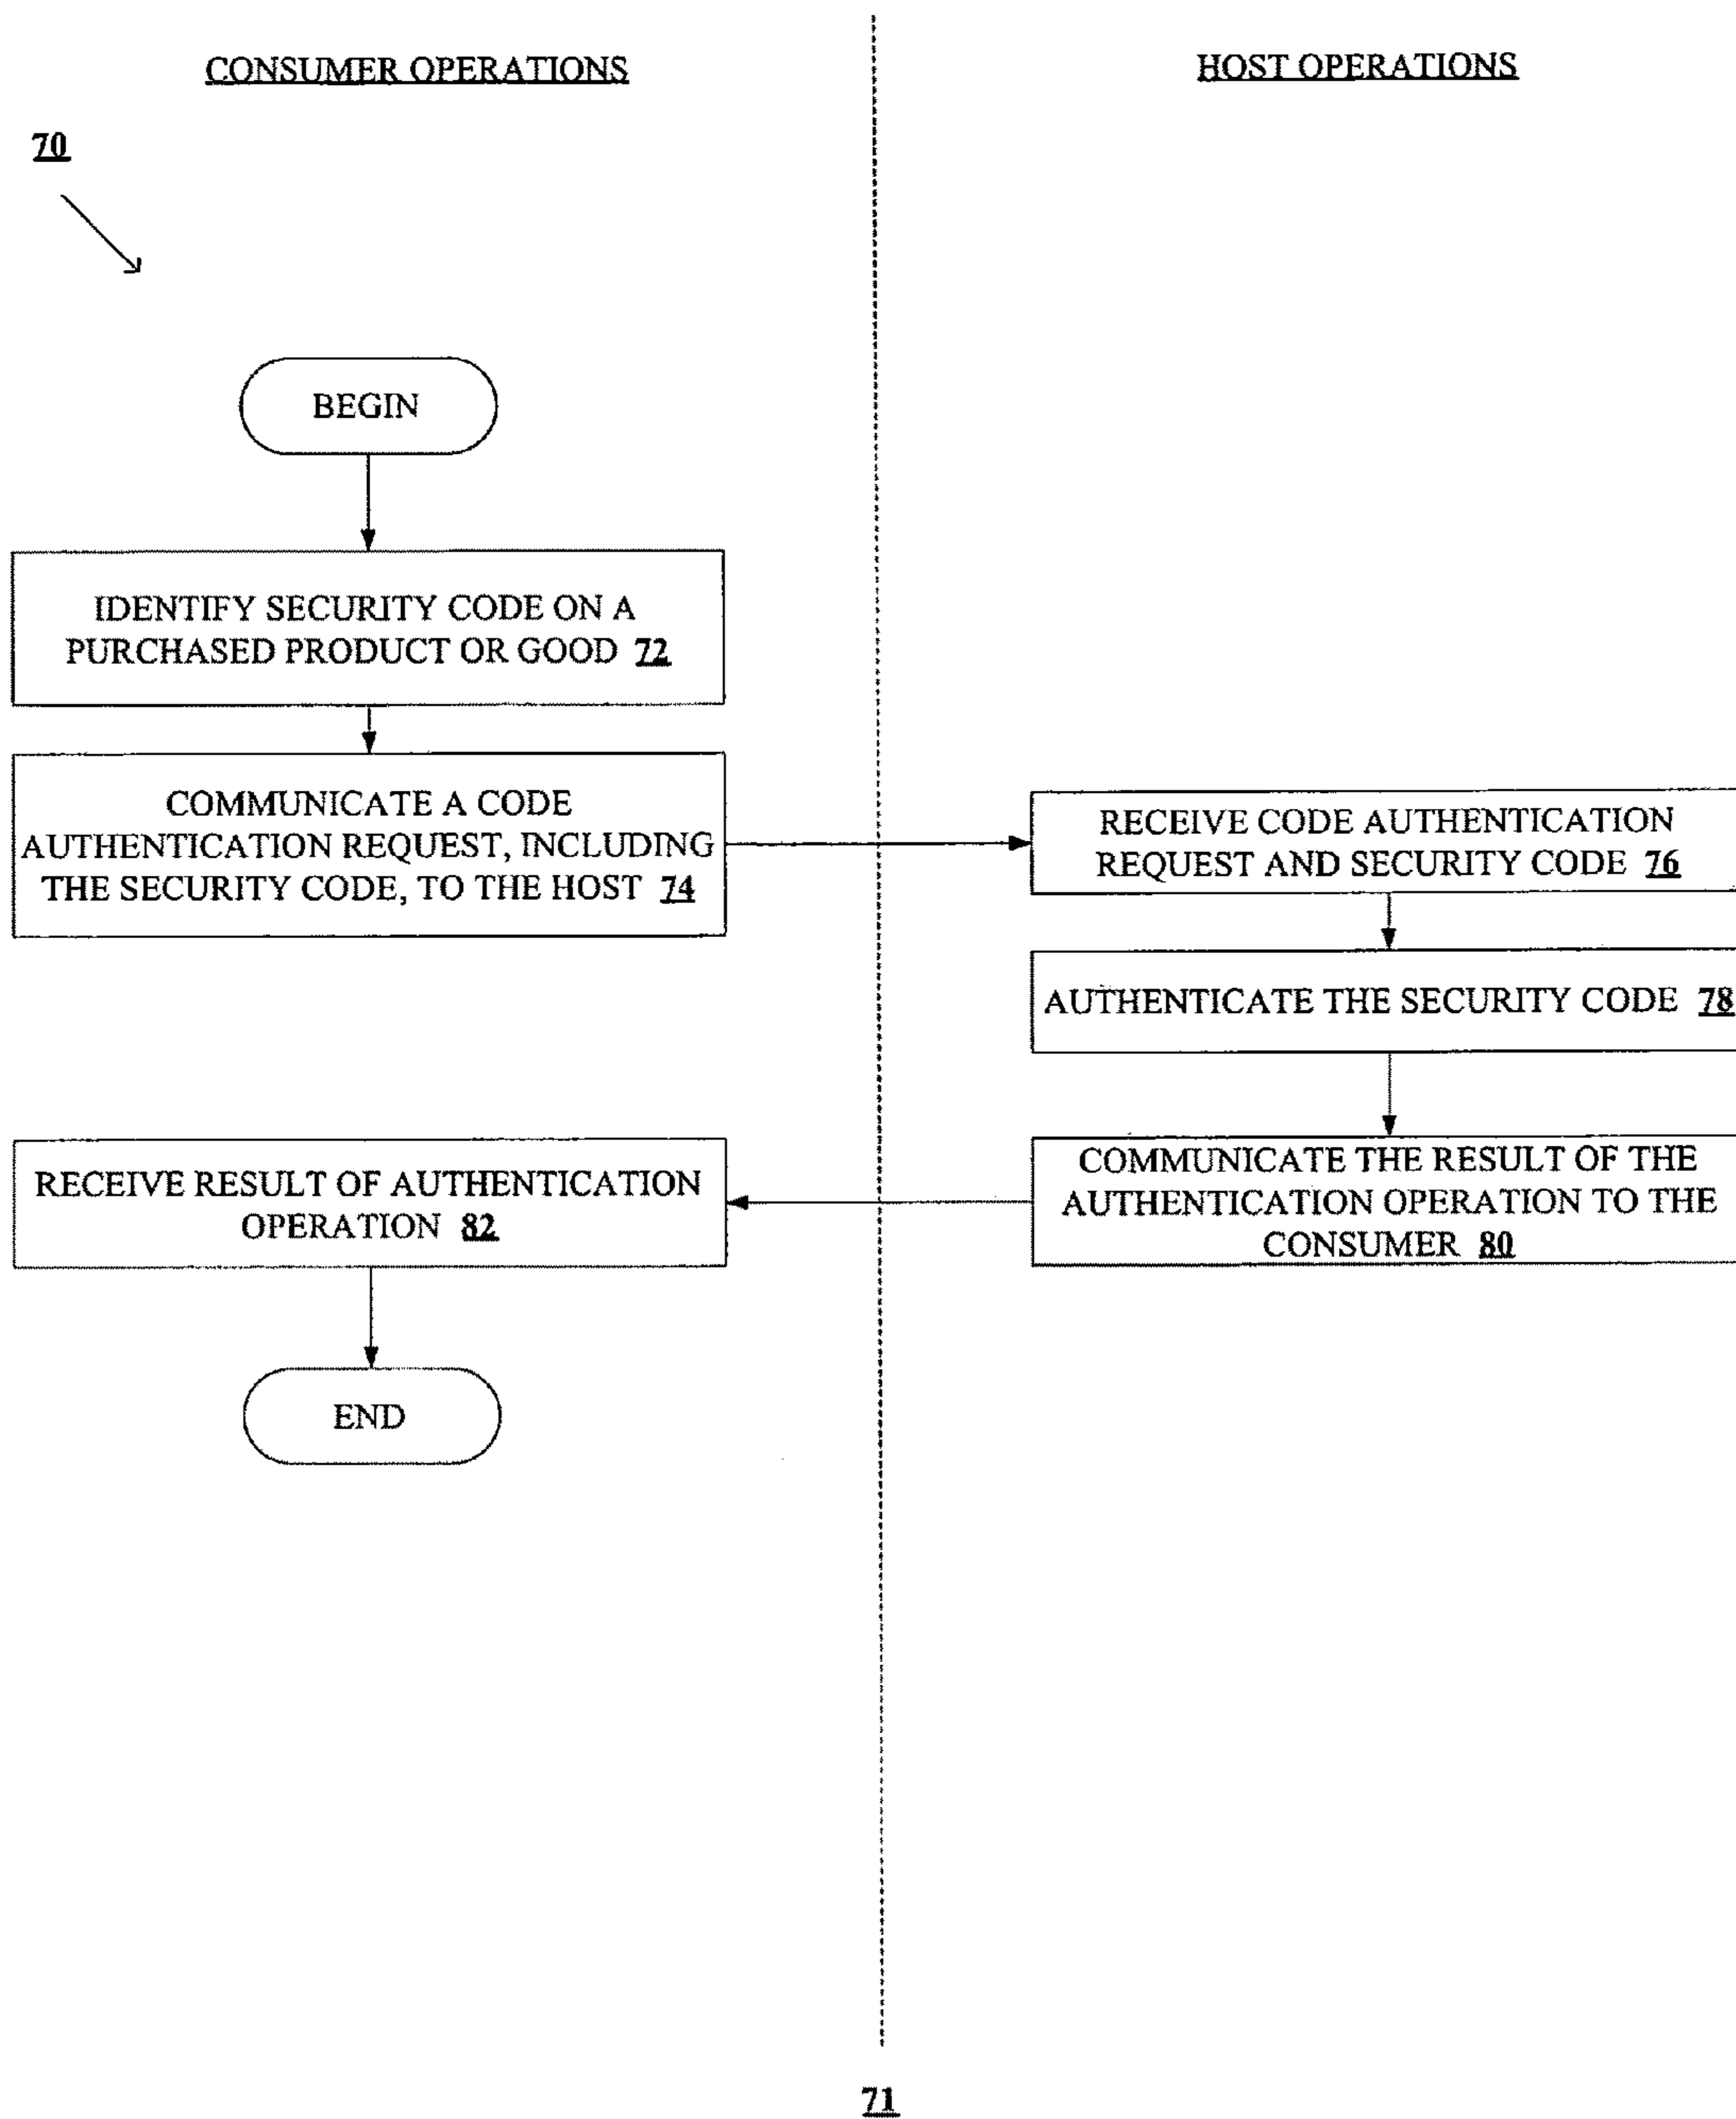 CONSUMER OPERATIONS
HOST OPERATIONS
70
BEGIN
IDENTIFY SECURITY CODE ON A
PURCHASED PRODUCT OR GOOD 72
COMMUNICATE A CODE
AUTHENTICATION REQUEST, INCLUDING
THE SECURITY CODE, TO THE HOST 74
RECEIVE CODE AUTHENTICATION
REQUEST AND SECURITY CODE 76
AUTHENTICATE THE SECURITY CODE 78
COMMUNICATE THE RESULT OF THE
AUTHENTICATION OPERATION TO THE
CONSUMER 80
RECEIVE RESULT OF AUTHENTICATION
OPERATION 82
END
71